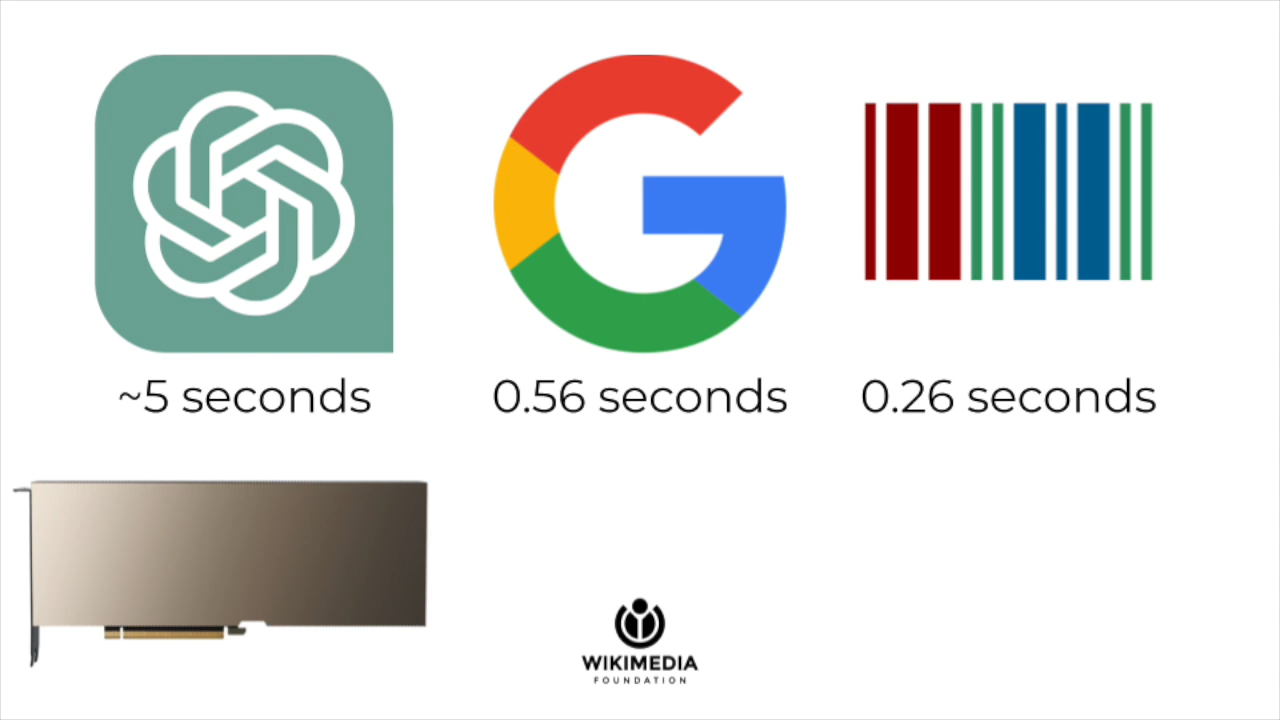 ~5 seconds
0.56 seconds
0.26 seconds
WIKIMEDIA
FOUNDATION